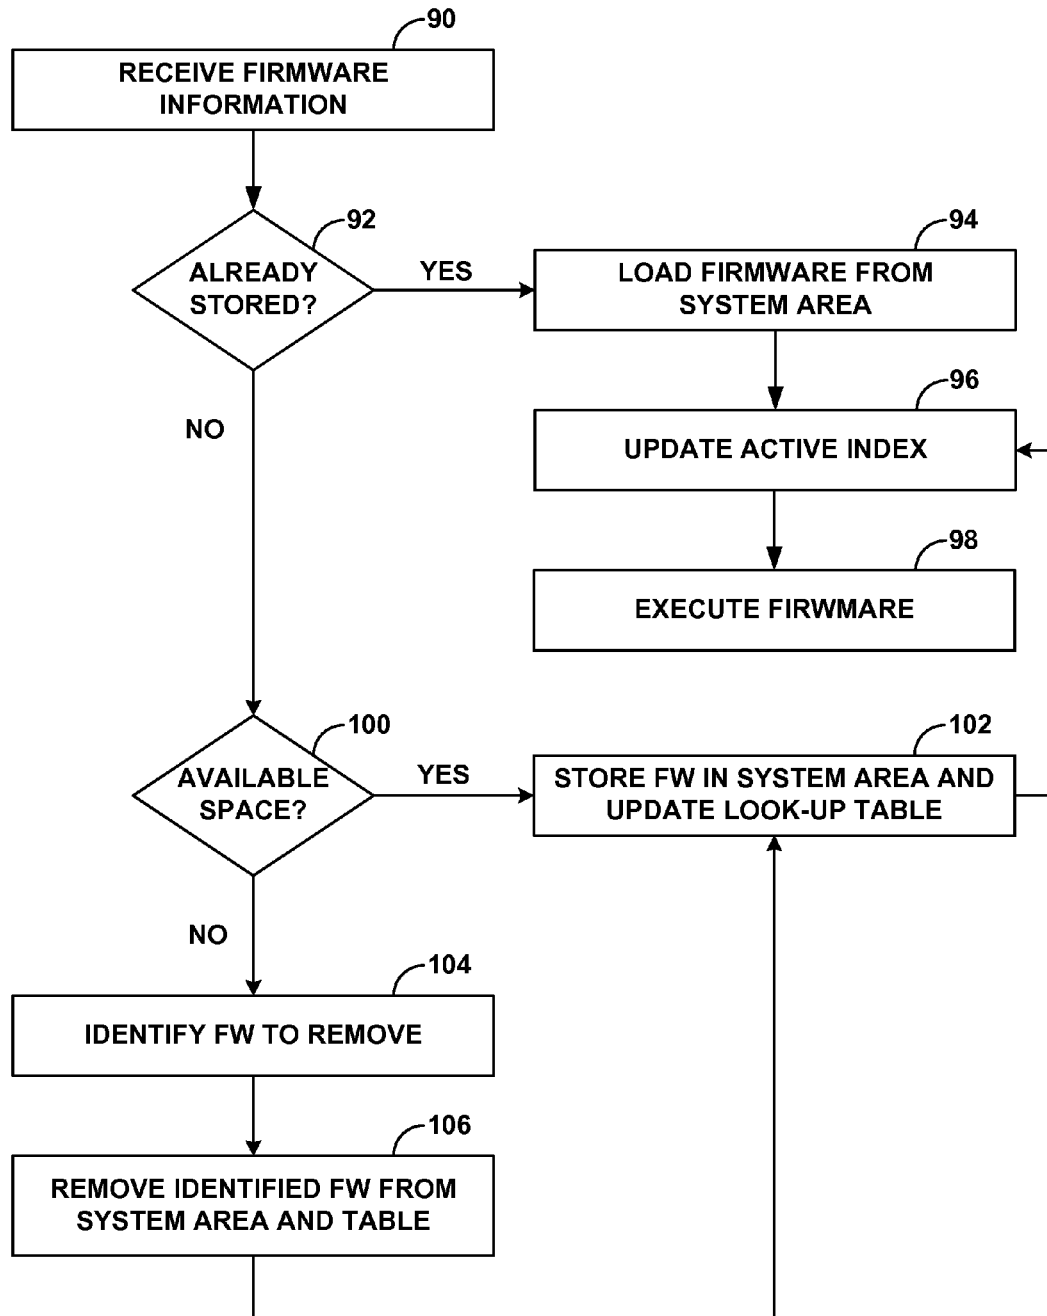 90
RECEIVE FIRMWARE
INFORMATION
92
ALREADY
STORED?
YES
94
LOAD FIRMWARE FROM
SYSTEM AREA
96
UPDATE ACTIVE INDEX
NO
98
EXECUTE FIRWMARE
100
AVAILABLE
SPACE?
YES
102
STORE FW IN SYSTEM AREA AND
UPDATE LOOK-UP TABLE
NO
104
IDENTIFY FW TO REMOVE
106
REMOVE IDENTIFIED FW FROM
SYSTEM AREA AND TABLE